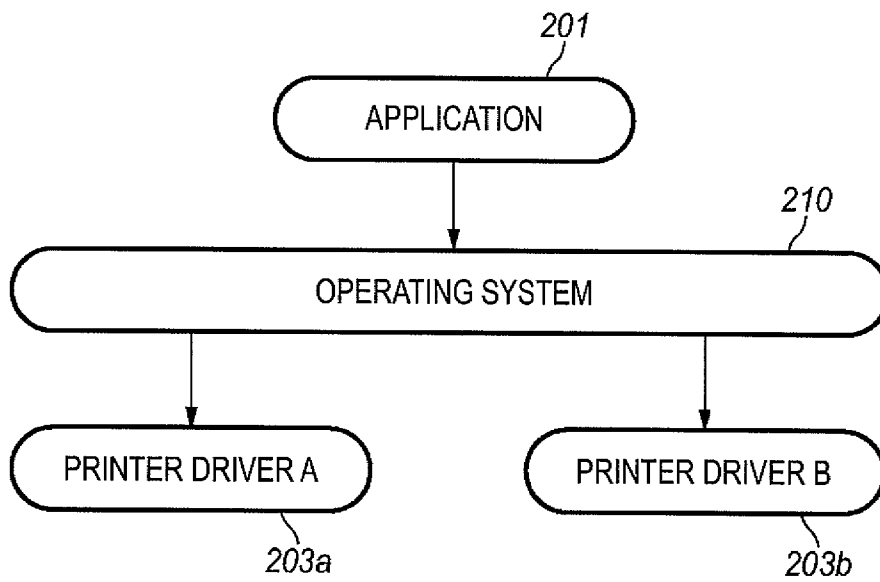 201
APPLICATION
210
OPERATING SYSTEM
PRINTER DRIVER A
PRINTER DRIVER B
203a
203b